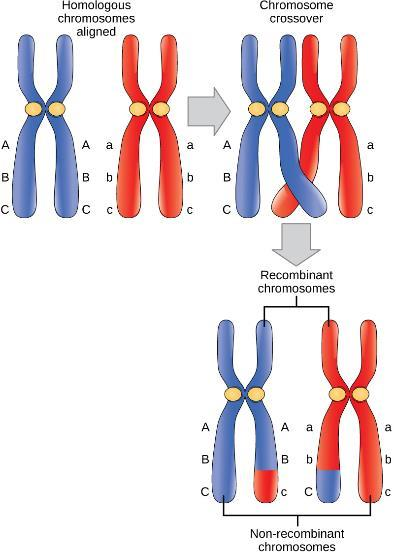 Homologous
chromosomes
aligned
Chromosome
crossover
A A a a A a
B B b b B b
C C c c C c
Recombinant
chromosomes
A A a a
B B b b
C c C c
Non-recombinant
chromosomes